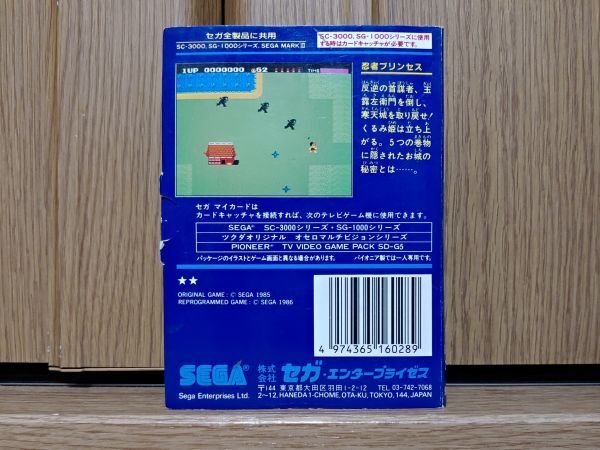 セガ全製品に共用
SC-3000、SG-1000シリーズ、SEGA MARK III
SC-3000、SG-1000シリーズに使用
する時はカードキャッチャが必要です。
1UP 0000000 52 TIME
忍者プリンセス
反逆の首謀者、玉
露左衛門を倒し、
寒天城を取り戻せ!
くるみ姫は立ち上
がる。5つの巻物
に隠されたお城の
秘密とは……。
セガ マイカードは
カードキャッチャを接続すれば、次のテレビゲーム機に使用できます。
SEGA® SC-3000シリーズ・SG-1000シリーズ
ツクダオリジナル オセロマルチビジョンシリーズ
PIONEER® TV VIDEO GAME PACK SD-G5
パッケージのイラストとゲーム画面と異なる場合があります。 パイオニア製では一人専用です。
★★
ORIGINAL GAME : © SEGA 1985
REPROGRAMMED GAME : © SEGA 1986
4 974365 160289
SEGA®
Sega Enterprises Ltd.
株式会社 セガ・エンタープライゼス
〒144 東京都大田区羽田1-2-12 TEL. 03-742-7068
2〜12, HANEDA 1-CHOME, OTA-KU, TOKYO, 144, JAPAN